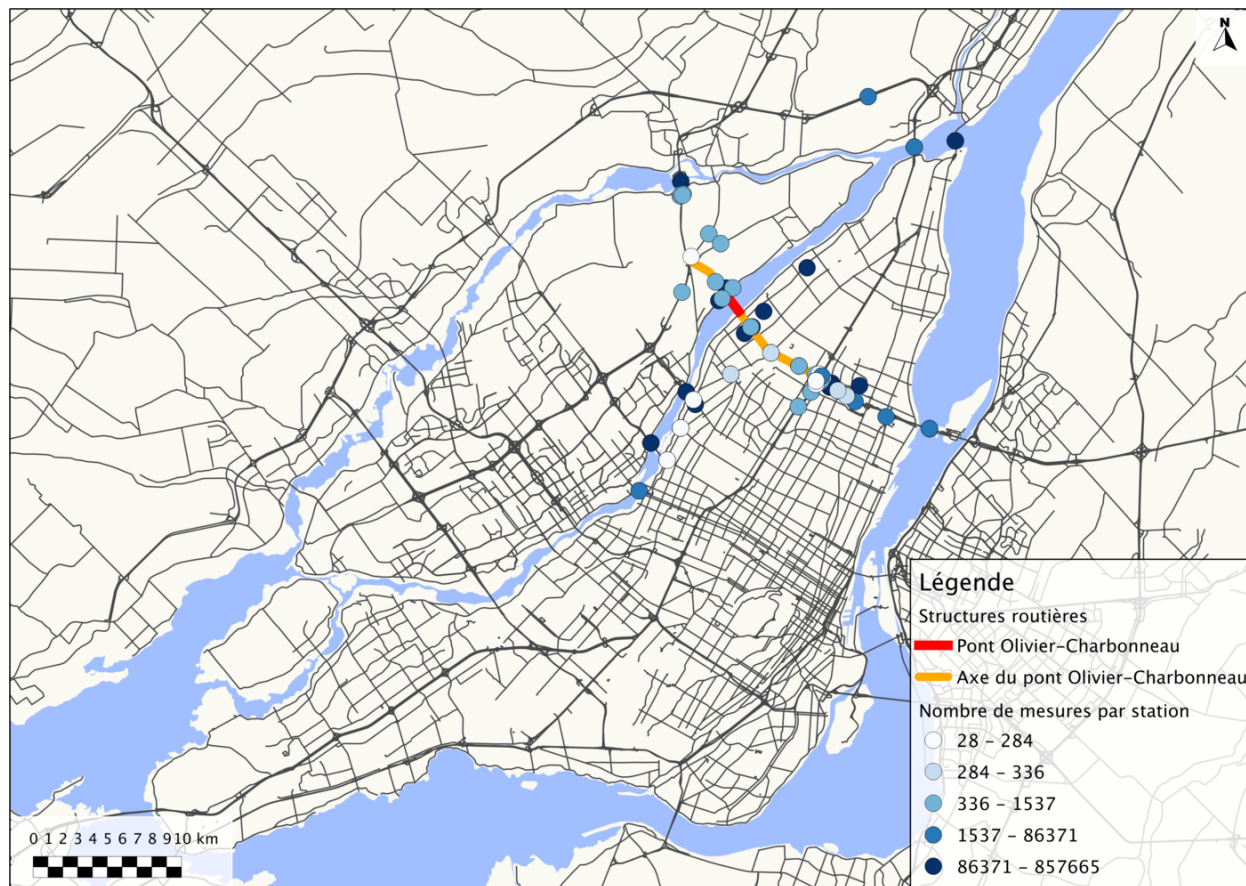 N
Légende
Structures routières
Pont Olivier-Charbonneau
Axe du pont Olivier-Charbonneau
Nombre de mesures par station
28 – 284
284 – 336
336 – 1537
1537 – 86371
86371 – 857665
0 1 2 3 4 5 6 7 8 9 10 km